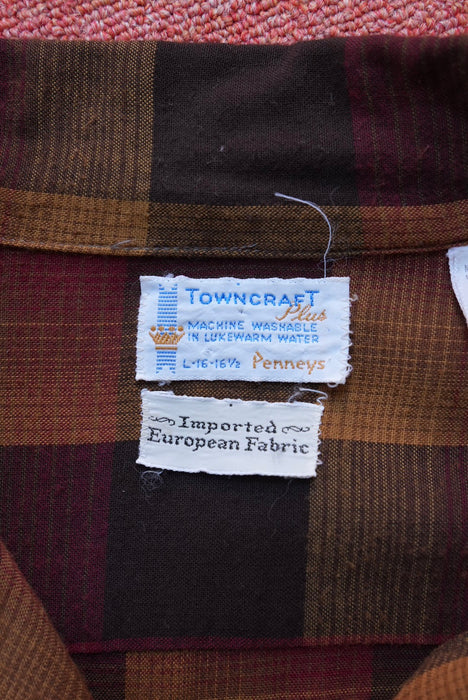 TOWNCRAFT
Plus
MACHINE WASHABLE
IN LUKEWARM WATER
L-16-16½ Penneys
Imported
European Fabric